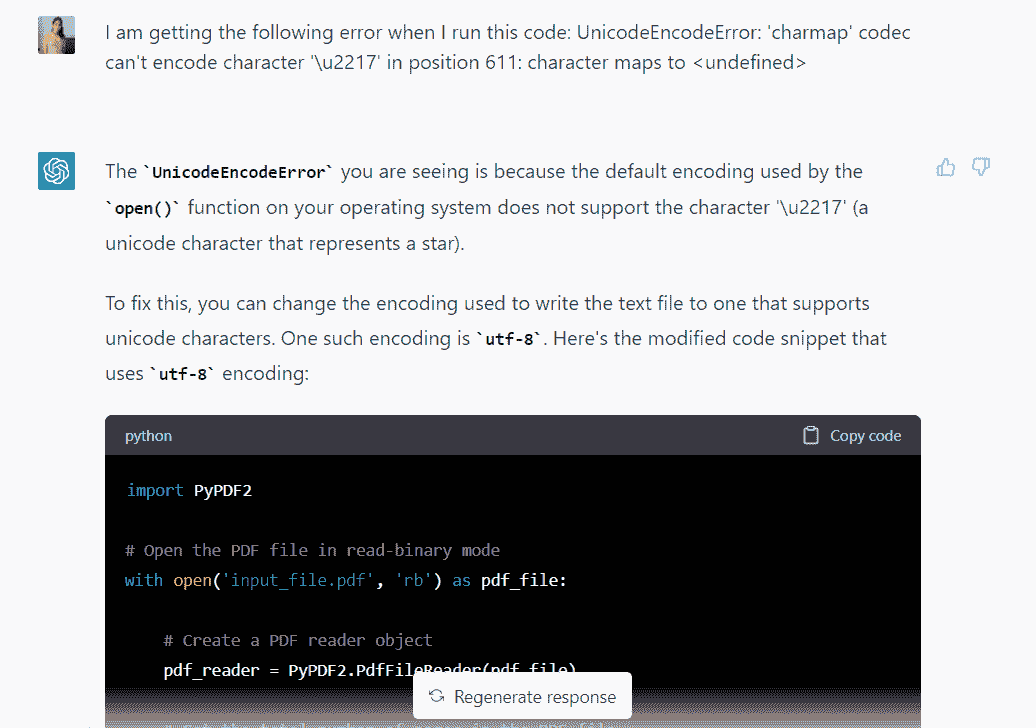 I am getting the following error when I run this code: UnicodeEncodeError: 'charmap' codec
can't encode character '\u2217' in position 611: character maps to <undefined>
The `UnicodeEncodeError` you are seeing is because the default encoding used by the
`open()` function on your operating system does not support the character '\u2217' (a
unicode character that represents a star).
To fix this, you can change the encoding used to write the text file to one that supports
unicode characters. One such encoding is `utf-8`. Here's the modified code snippet that
uses `utf-8` encoding:
python
Copy code
import PyPDF2
# Open the PDF file in read-binary mode
with open('input_file.pdf', 'rb') as pdf_file:
# Create a PDF reader object
pdf_reader = PyPDF2.PdfFileReader(pdf_file)
Regenerate response